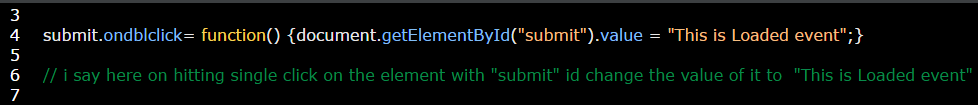 3
4 submit.ondblclick= function() {document.getElementById("submit").value = "This is Loaded event";}
5
6 // i say here on hitting single click on the element with "submit" id change the value of it to "This is Loaded event"
7